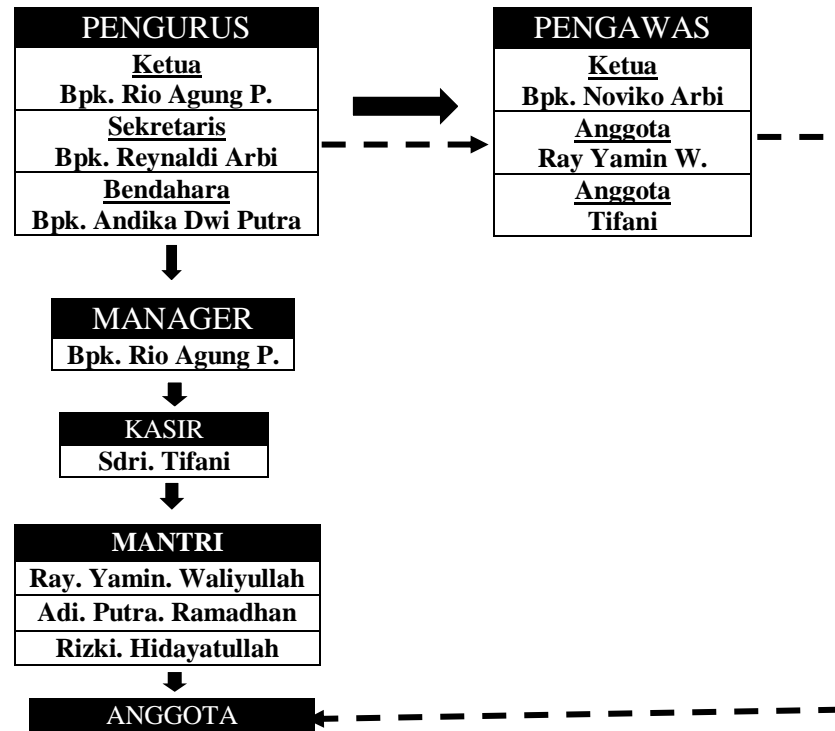 PENGURUS
Ketua
Bpk. Rio Agung P.
Sekretaris
Bpk. Reynaldi Arbi
Bendahara
Bpk. Andika Dwi Putra
PENGAWAS
Ketua
Bpk. Noviko Arbi
Anggota
Ray Yamin W.
Anggota
Tifani
MANAGER
Bpk. Rio Agung P.
KASIR
Sdri. Tifani
MANTRI
Ray. Yamin. Waliyullah
Adi. Putra. Ramadhan
Rizki. Hidayatullah
ANGGOTA